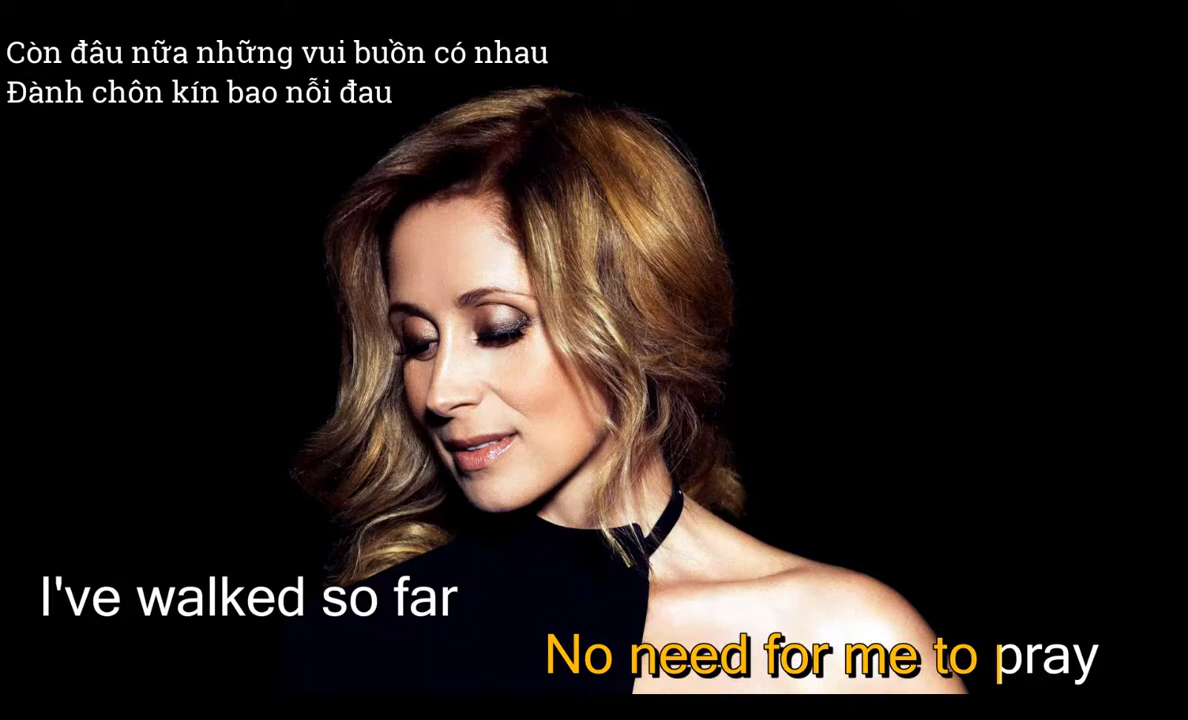 Còn đâu nữa những vui buồn có nhau
Đành chôn kín bao nỗi đau
I've walked so far
No need for me to pray